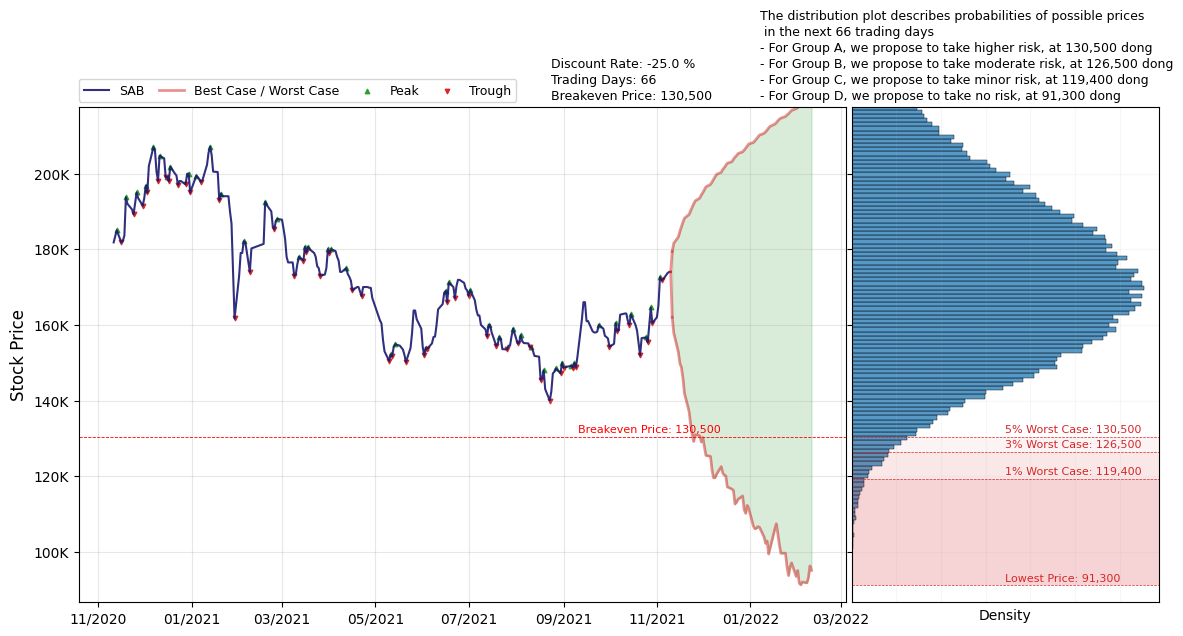 The distribution plot describes probabilities of possible prices
in the next 66 trading days
- For Group A, we propose to take higher risk, at 130,500 dong
- For Group B, we propose to take moderate risk, at 126,500 dong
- For Group C, we propose to take minor risk, at 119,400 dong
- For Group D, we propose to take no risk, at 91,300 dong
Discount Rate: -25.0 %
Trading Days: 66
Breakeven Price: 130,500
SAB
Best Case / Worst Case
Peak
Trough
Stock Price
200K
180K
160K
140K
120K
100K
Breakeven Price: 130,500
5% Worst Case: 130,500
3% Worst Case: 126,500
1% Worst Case: 119,400
Lowest Price: 91,300
11/2020
01/2021
03/2021
05/2021
07/2021
09/2021
11/2021
01/2022
03/2022
Density